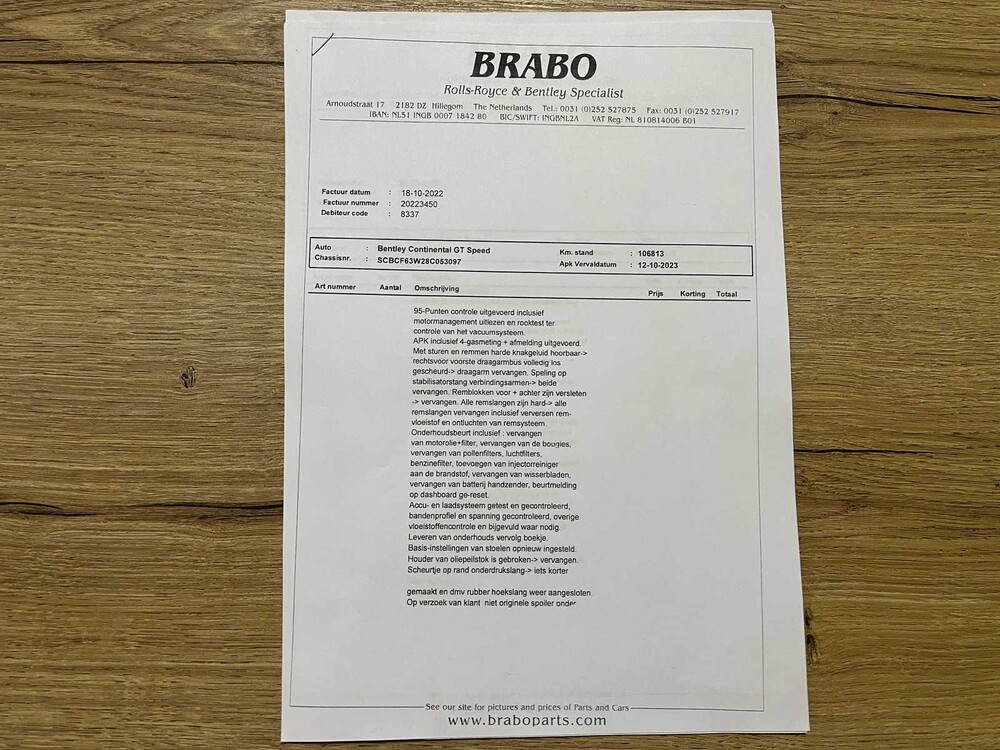 BRABO
Rolls-Royce & Bentley Specialist
Arnoudstraat 17 2182 DZ Hillegom The Netherlands Tel.: 0031 (0)252 527875 Fax: 0031 (0)252 527917
IBAN: NL51 INGB 0007 1842 80 BIC/SWIFT: INGBNL2A VAT Reg: NL 810814006 B01
Factuur datum : 18-10-2022
Factuur nummer : 20223450
Debiteur code : 8337
Auto : Bentley Continental GT Speed Km. stand : 106813
Chassisnr. : SCBCF63W28C053097 Apk Vervaldatum : 12-10-2023
Art nummer Aantal Omschrijving Prijs Korting Totaal
95-Punten controle uitgevoerd inclusief
motormanagement uitlezen en rooktest ter
controle van het vacuumsysteem.
APK inclusief 4-gasmeting + afmelding uitgevoerd.
Met sturen en remmen harde knakgeluid hoorbaar->
rechtsvoor voorste draagarmbus volledig los
gescheurd-> draagarm vervangen. Speling op
stabilisatorstang verbindingsarmen-> beide
vervangen. Remblokken voor + achter zijn versleten
-> vervangen. Alle remslangen zijn hard-> alle
remslangen vervangen inclusief verversen rem-
vloeistof en ontluchten van remsysteem.
Onderhoudsbeurt inclusief : vervangen
van motorolie+filter, vervangen van de bougies,
vervangen van pollenfilters, luchtfilters,
benzinefilter, toevoegen van injectorreiniger
aan de brandstof, vervangen van wisserbladen,
vervangen van batterij handzender, beurtmelding
op dashboard ge-reset.
Accu- en laadsysteem getest en gecontroleerd,
bandenprofiel en spanning gecontroleerd, overige
vloeistoffencontrole en bijgevuld waar nodig.
Leveren van onderhouds vervolg boekje.
Basis-instellingen van stoelen opnieuw ingesteld.
Houder van oliepeilstok is gebroken-> vervangen.
Scheurtje op rand onderdrukslang-> iets korter
gemaakt en dmv rubber hoekslang weer aangesloten.
Op verzoek van klant niet originele spoiler onder
See our site for pictures and prices of Parts and Cars
www.braboparts.com